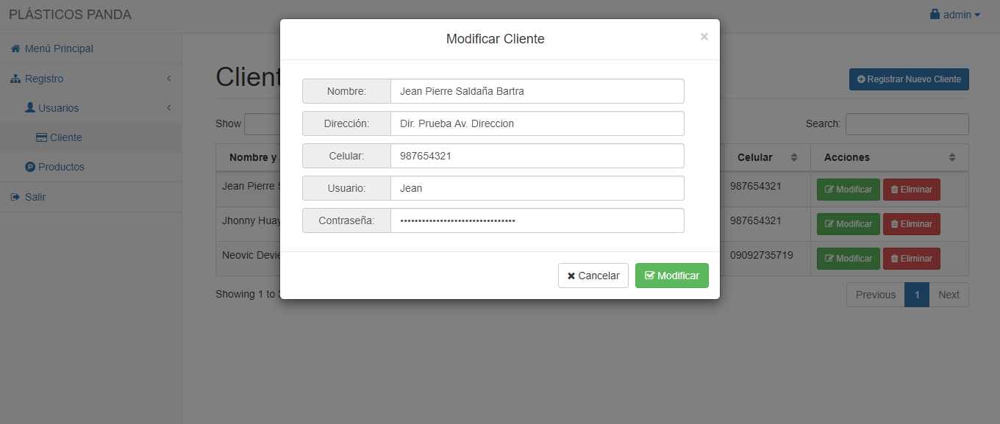 PLÁSTICOS PANDA
admin
Menú Principal
Registro
Usuarios
Cliente
Productos
Salir
Client
Registrar Nuevo Cliente
Show
Search:
Nombre y
Celular
Acciones
Jean Pierre
987654321
Modificar
Eliminar
Jhonny Huay
987654321
Modificar
Eliminar
Neovic Devie
09092735719
Modificar
Eliminar
Showing 1 to
Previous
1
Next
Modificar Cliente
×
Nombre:
Jean Pierre Saldaña Bartra
Dirección:
Dir. Prueba Av. Direccion
Celular:
987654321
Usuario:
Jean
Contraseña:
••••••••••••••••••••••••••••••••
Cancelar
Modificar